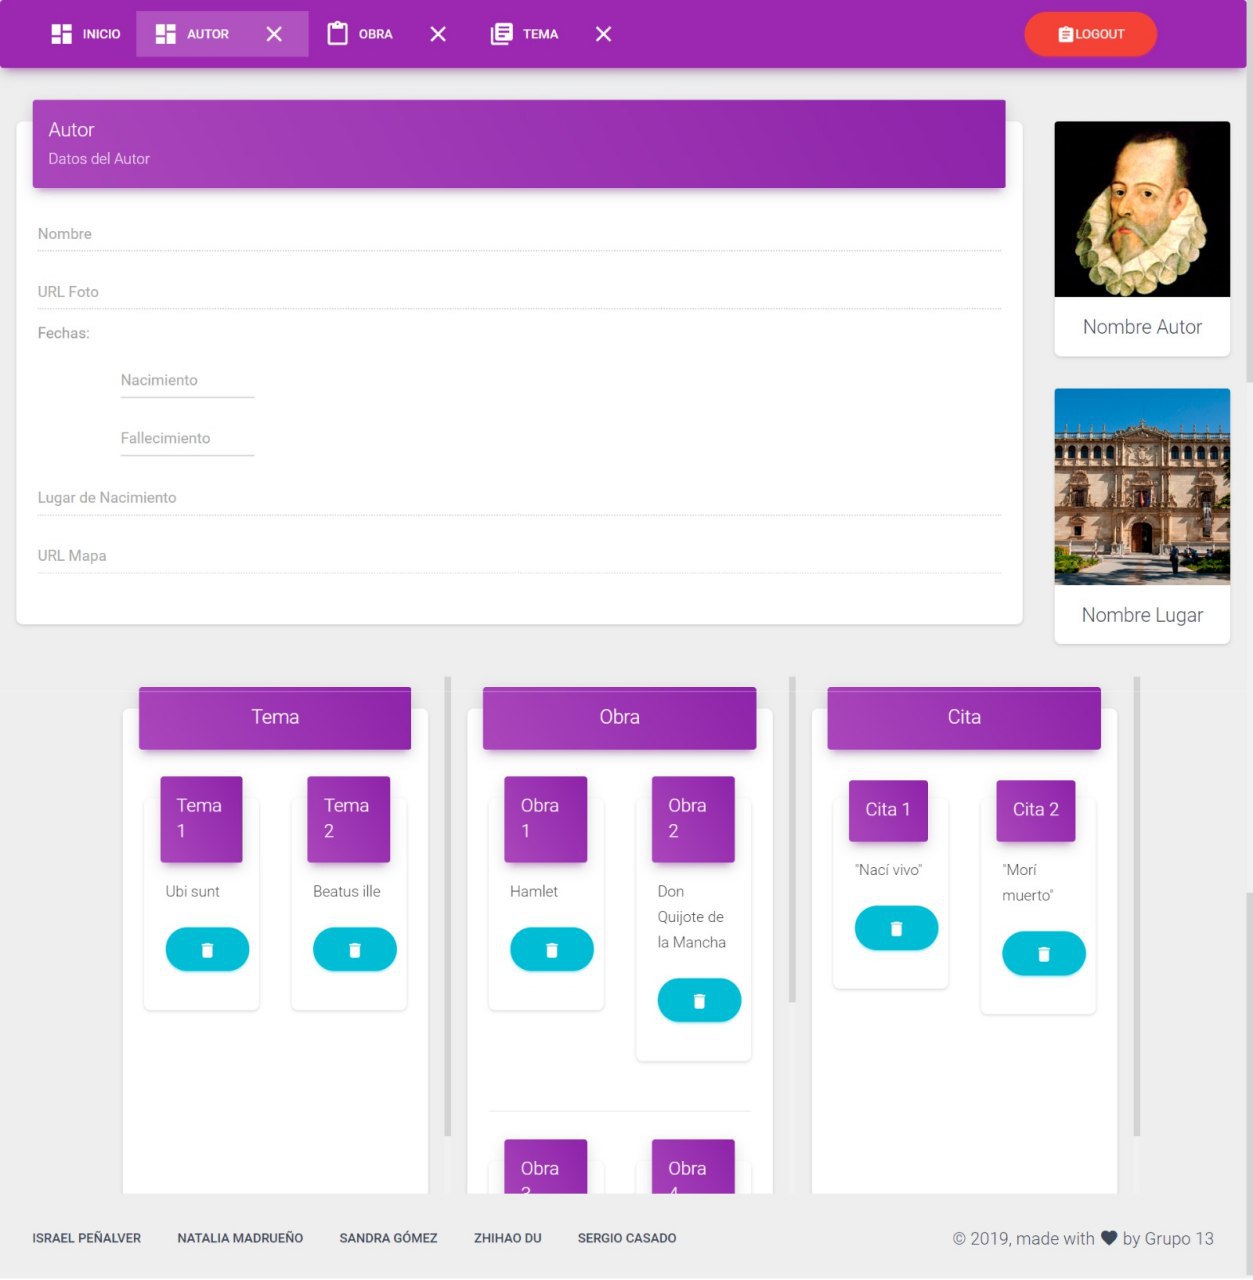 INICIO AUTOR OBRA TEMA LOGOUT
Autor
Datos del Autor
Nombre
URL Foto
Fechas:
Nacimiento
Fallecimiento
Lugar de Nacimiento
URL Mapa
Nombre Autor
Nombre Lugar
Tema
Tema
1
Ubi sunt
Tema
2
Beatus ille
Obra
Obra
1
Hamlet
Obra
2
Don
Quijote de
la Mancha
Obra
3
Obra
4
Cita
Cita 1
"Nací vivo"
Cita 2
"Morí
muerto"
ISRAEL PEÑALVER NATALIA MADRUEÑO SANDRA GÓMEZ ZHIHAO DU SERGIO CASADO
© 2019, made with by Grupo 13